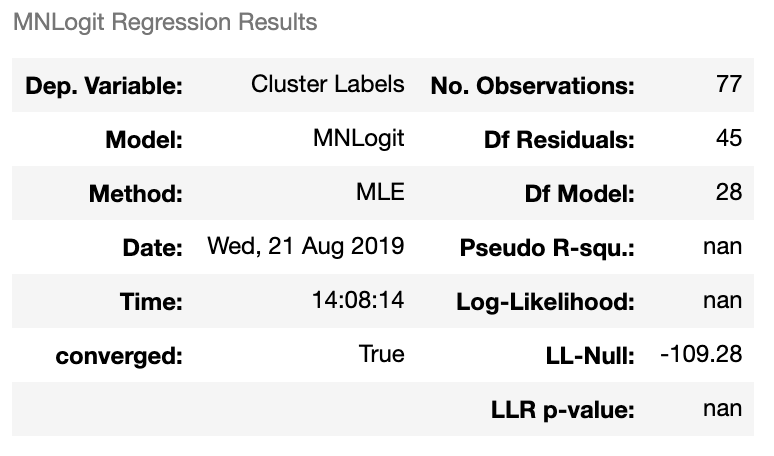 MNLogit Regression Results
Dep. Variable: Cluster Labels No. Observations: 77
Model: MNLogit Df Residuals: 45
Method: MLE Df Model: 28
Date: Wed, 21 Aug 2019 Pseudo R-squ.: nan
Time: 14:08:14 Log-Likelihood: nan
converged: True LL-Null: -109.28
LLR p-value: nan